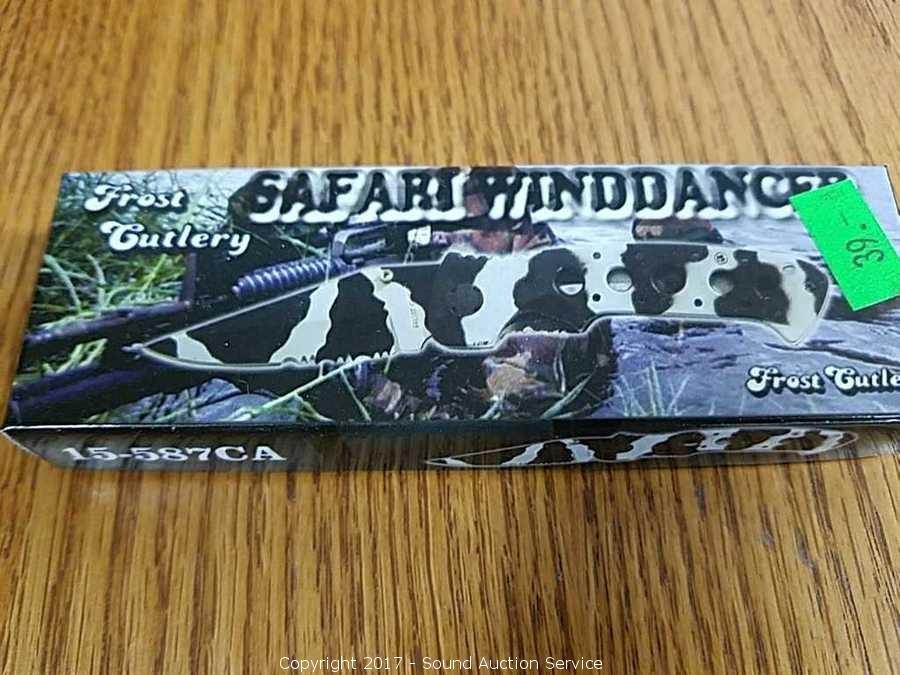 Frost
Cutlery
SAFARI WINDDANCER
39.-
Frost Cutle
15-587CA
Copyright 2017 - Sound Auction Service